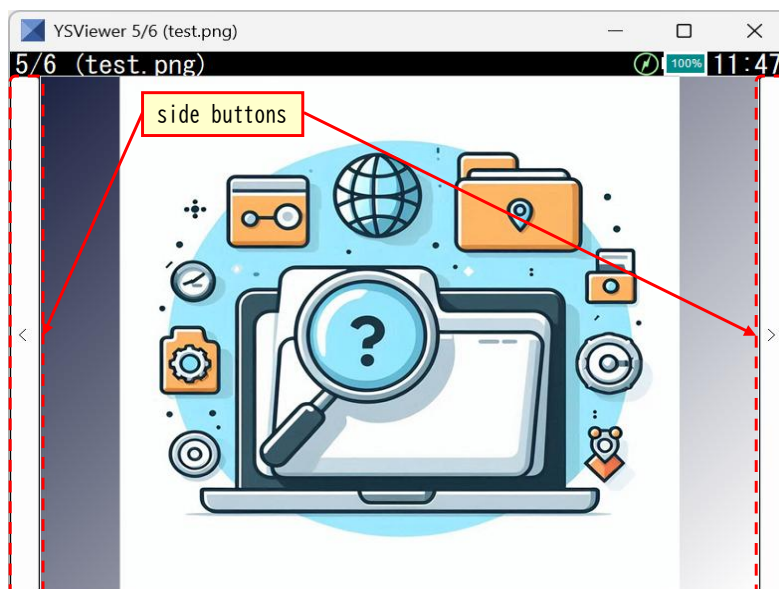 YSViewer 5/6 (test.png)
5/6 (test.png) 100% 11:47
side buttons
?